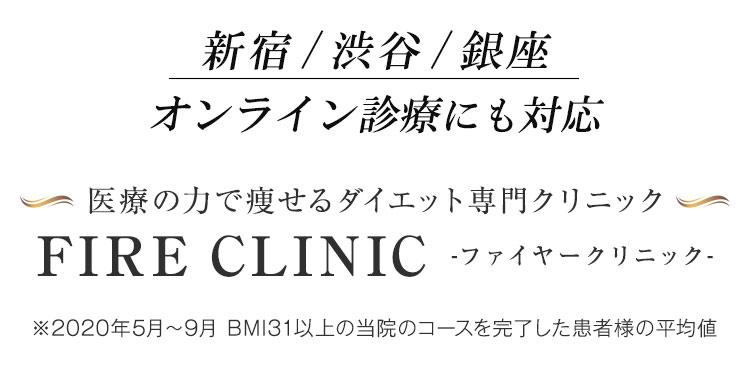 新宿/渋谷/銀座
オンライン診療にも対応
医療の力で痩せるダイエット専門クリニック
FIRE CLINIC -ファイヤークリニック-
※2020年5月〜9月 BMI31以上の当院のコースを完了した患者様の平均値